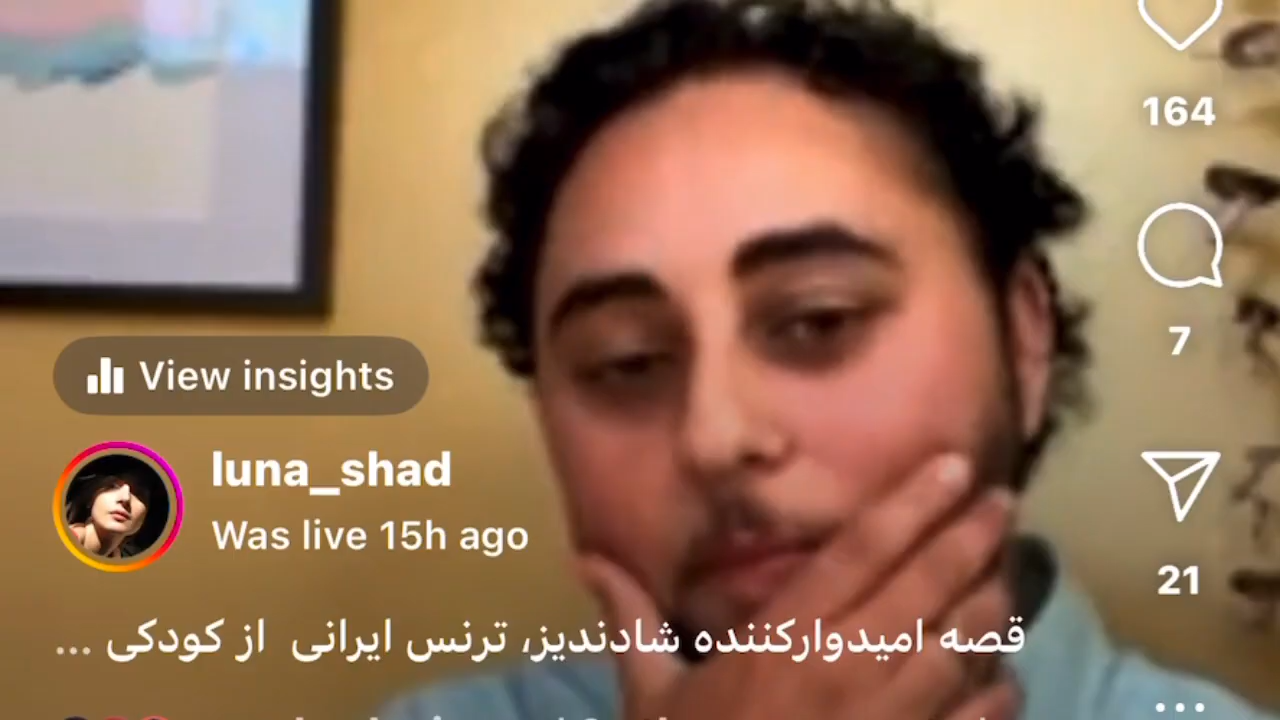 164
7
View insights
luna_shad
Was live 15h ago
21
قصه امیدوارکننده شادندیز، ترنس ایرانی از کودکی ...